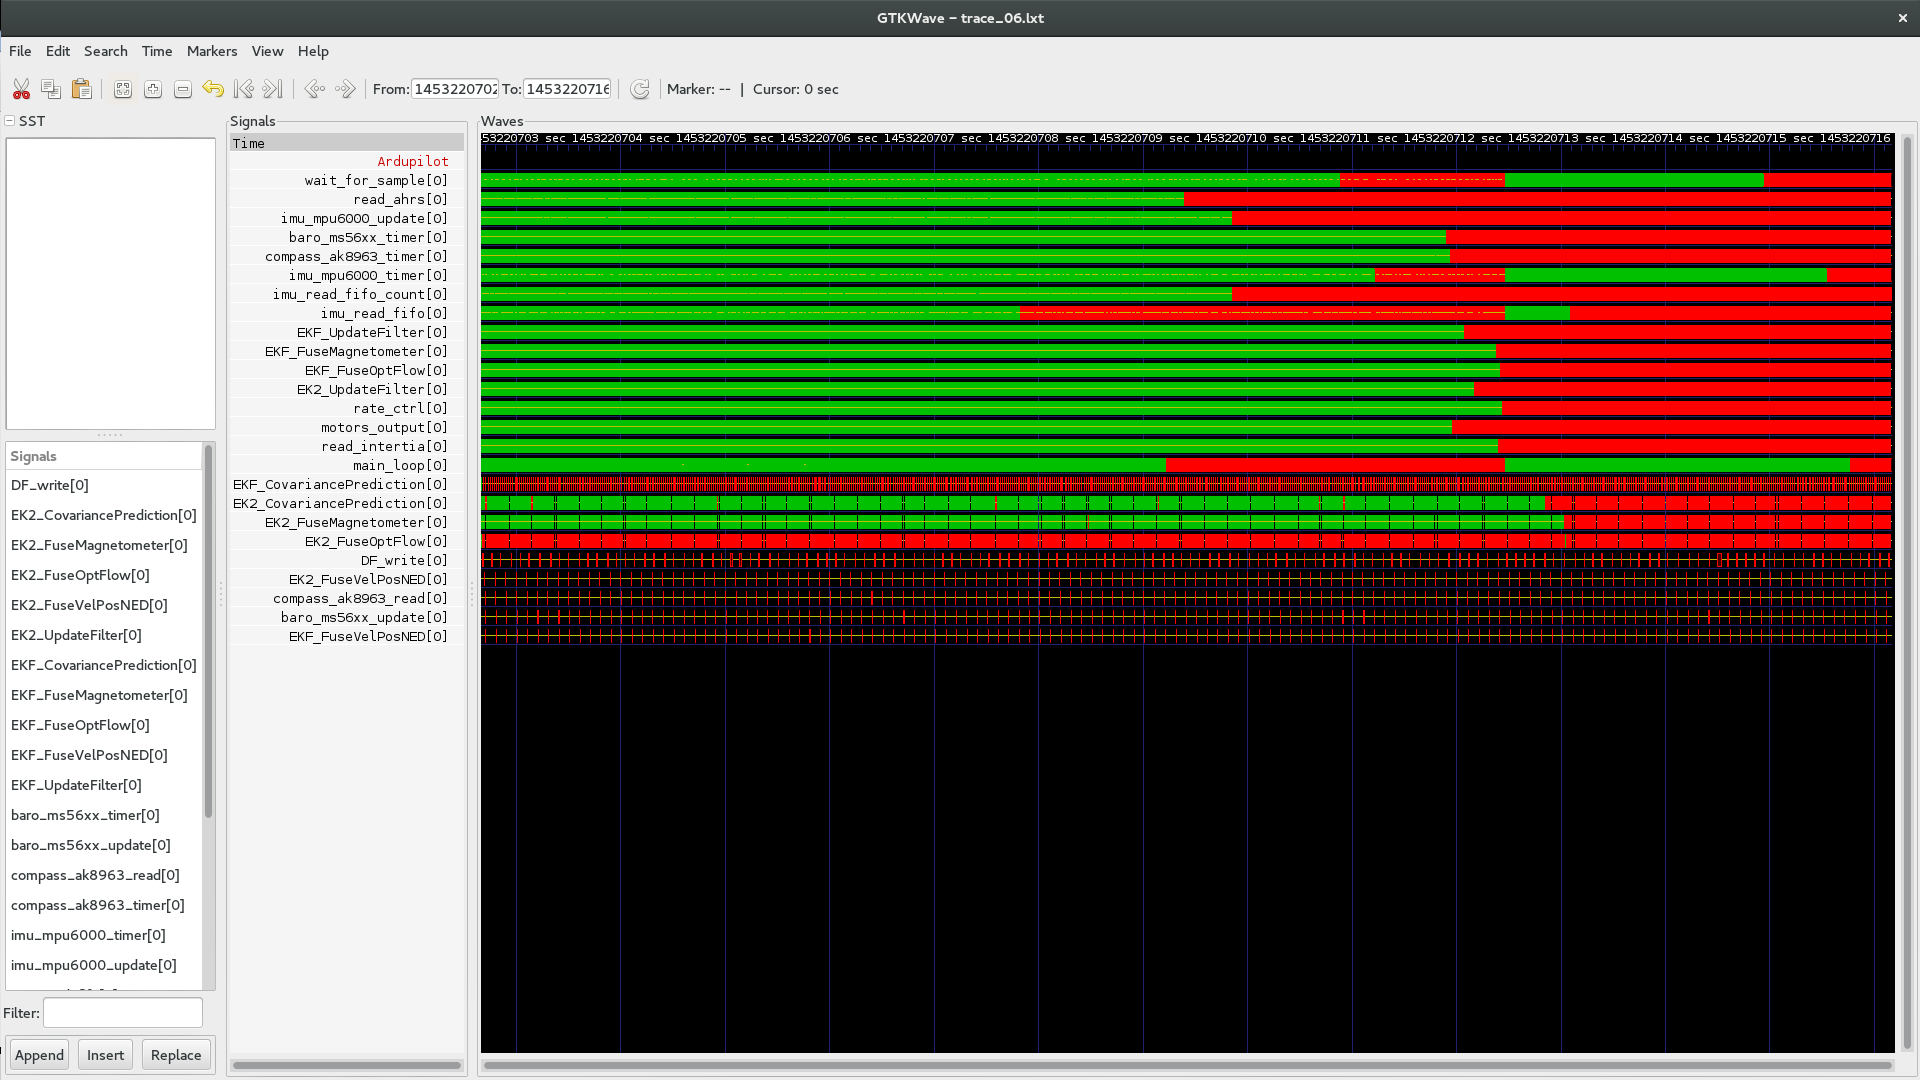 GTKWave – trace_06.lxt
File Edit Search Time Markers View Help
From: 1453220702 To: 1453220716 Marker: -- | Cursor: 0 sec
SST
Signals
DF_write[0]
EK2_CovariancePrediction[0]
EK2_FuseMagnetometer[0]
EK2_FuseOptFlow[0]
EK2_FuseVelPosNED[0]
EK2_UpdateFilter[0]
EKF_CovariancePrediction[0]
EKF_FuseMagnetometer[0]
EKF_FuseOptFlow[0]
EKF_FuseVelPosNED[0]
EKF_UpdateFilter[0]
baro_ms56xx_timer[0]
baro_ms56xx_update[0]
compass_ak8963_read[0]
compass_ak8963_timer[0]
imu_mpu6000_timer[0]
imu_mpu6000_update[0]
Filter:
Append Insert Replace
Signals
Time
Ardupilot
wait_for_sample[0]
read_ahrs[0]
imu_mpu6000_update[0]
baro_ms56xx_timer[0]
compass_ak8963_timer[0]
imu_mpu6000_timer[0]
imu_read_fifo_count[0]
imu_read_fifo[0]
EKF_UpdateFilter[0]
EKF_FuseMagnetometer[0]
EKF_FuseOptFlow[0]
EK2_UpdateFilter[0]
rate_ctrl[0]
motors_output[0]
read_intertia[0]
main_loop[0]
EKF_CovariancePrediction[0]
EK2_CovariancePrediction[0]
EK2_FuseMagnetometer[0]
EK2_FuseOptFlow[0]
DF_write[0]
EK2_FuseVelPosNED[0]
compass_ak8963_read[0]
baro_ms56xx_update[0]
EKF_FuseVelPosNED[0]
Waves
53220703 sec 1453220704 sec 1453220705 sec 1453220706 sec 1453220707 sec 1453220708 sec 1453220709 sec 1453220710 sec 1453220711 sec 1453220712 sec 1453220713 sec 1453220714 sec 1453220715 sec 1453220716